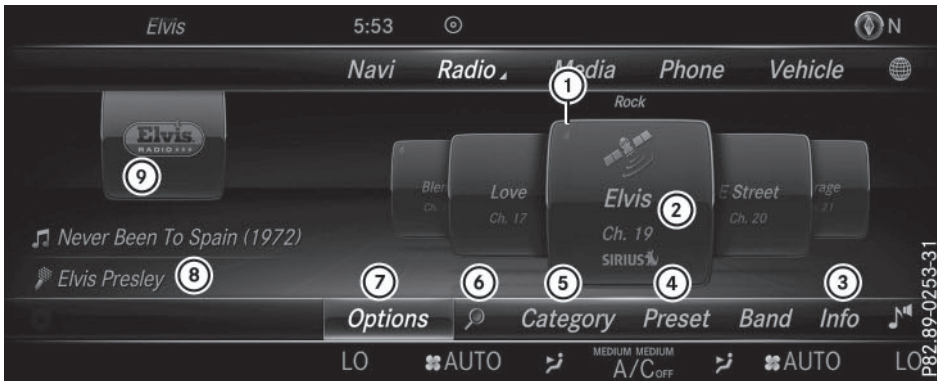 Elvis 5:53 N
Navi Radio Media Phone Vehicle
1
Rock
Elvis
RADIO
9
Love
Ch. 17
Elvis 2
Ch. 19
SIRIUS
E Street
Ch. 20
rage
21
Never Been To Spain (1972)
Elvis Presley 8
7 6 5 4 3
Options Category Preset Band Info
LO AUTO MEDIUM MEDIUM A/C OFF AUTO LO
P82.89-0253-31